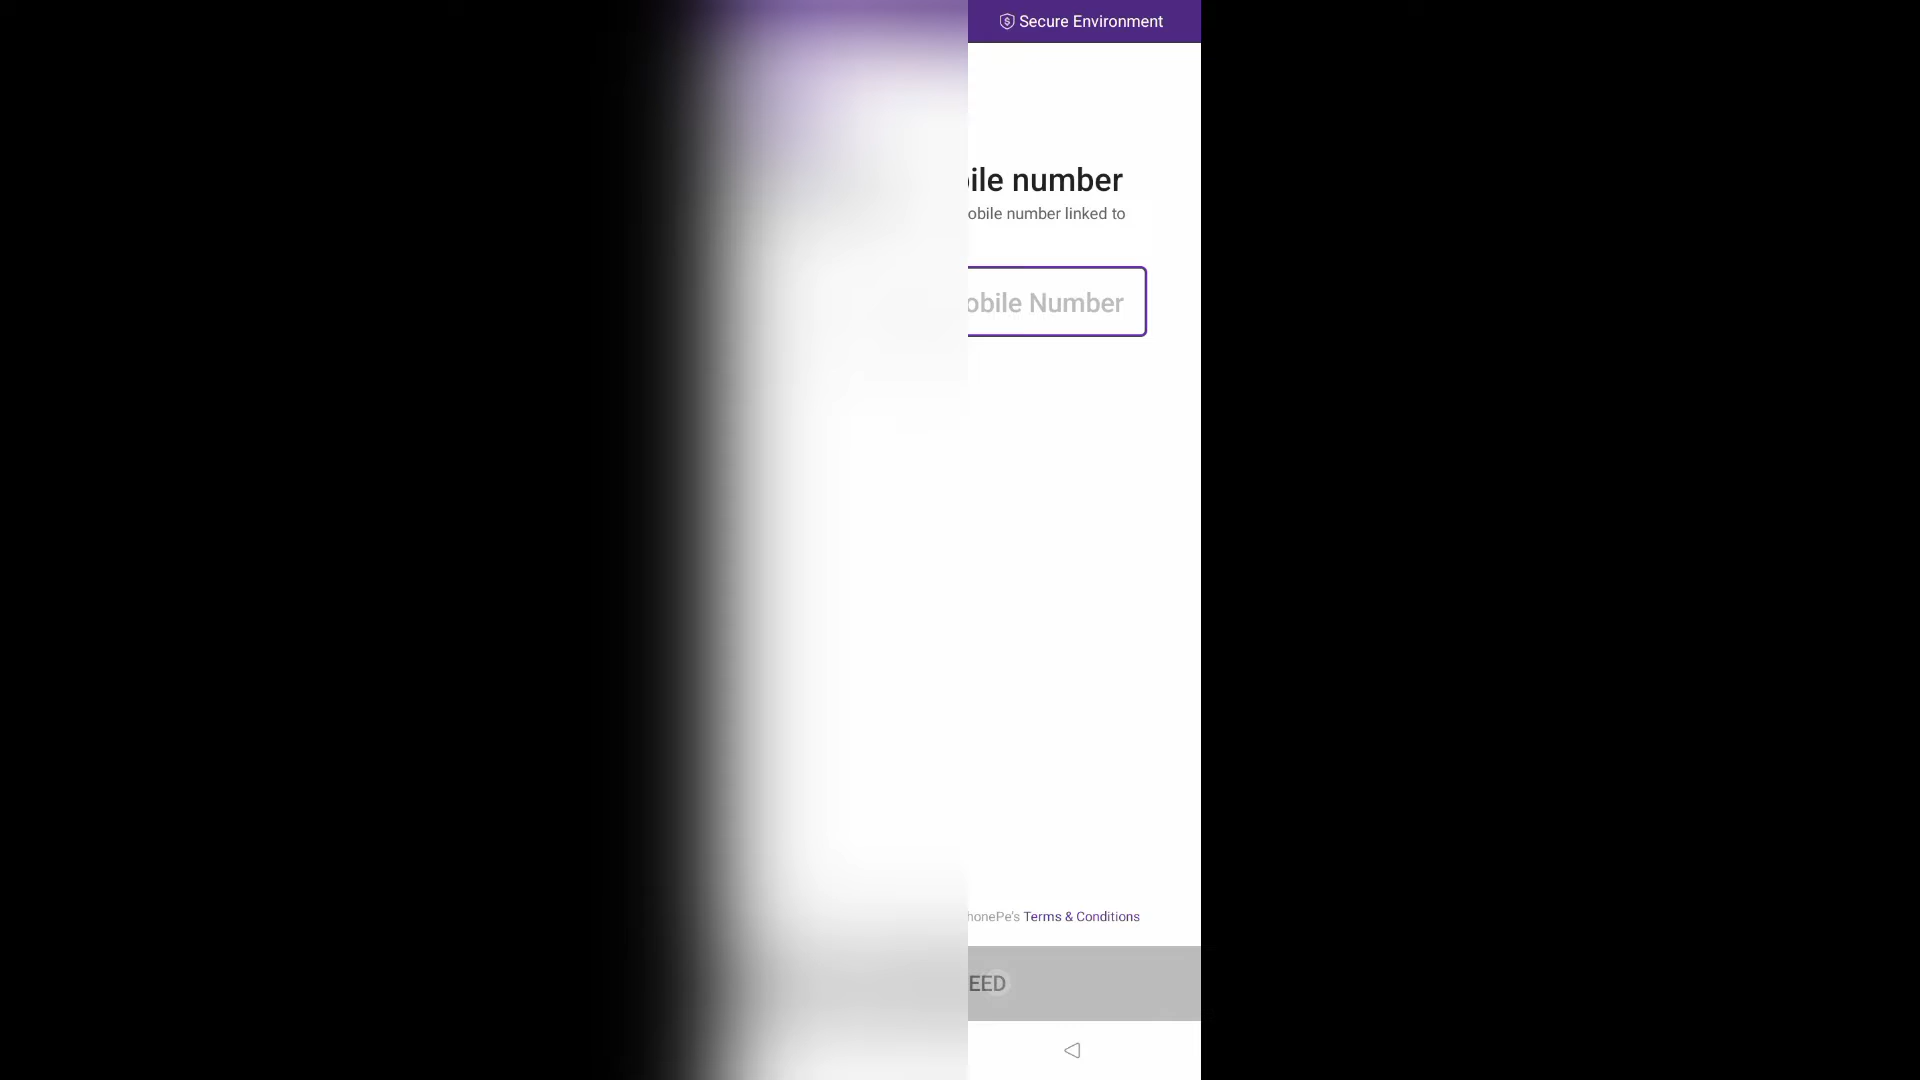 Secure Environment
ile number
obile number linked to
obile Number
honePe's Terms & Conditions
EED